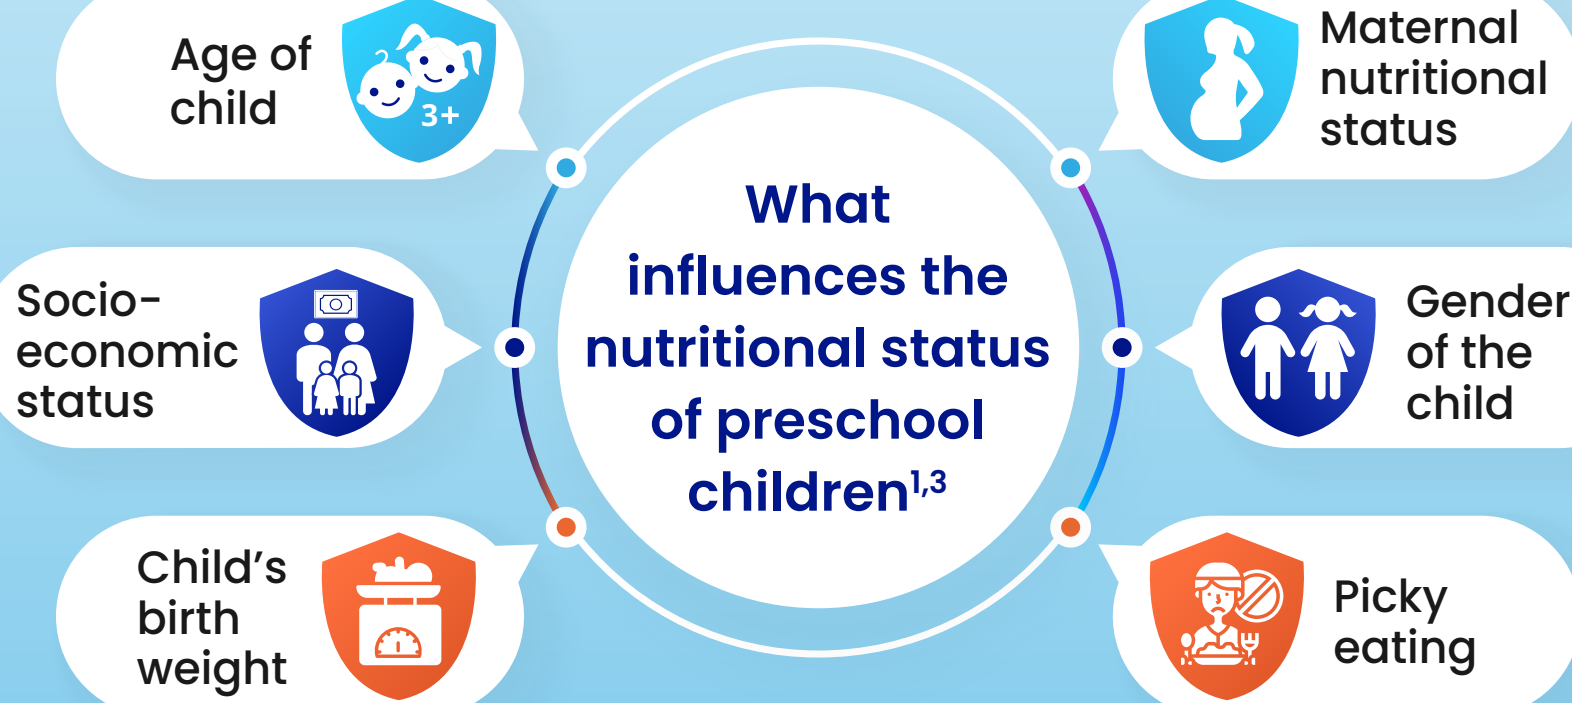 Age of
child
3+
Maternal
nutritional
status
What
influences the
nutritional status
of preschool
children1,3
Socio-
economic
status
Gender
of the
child
Child's
birth
weight
Picky
eating